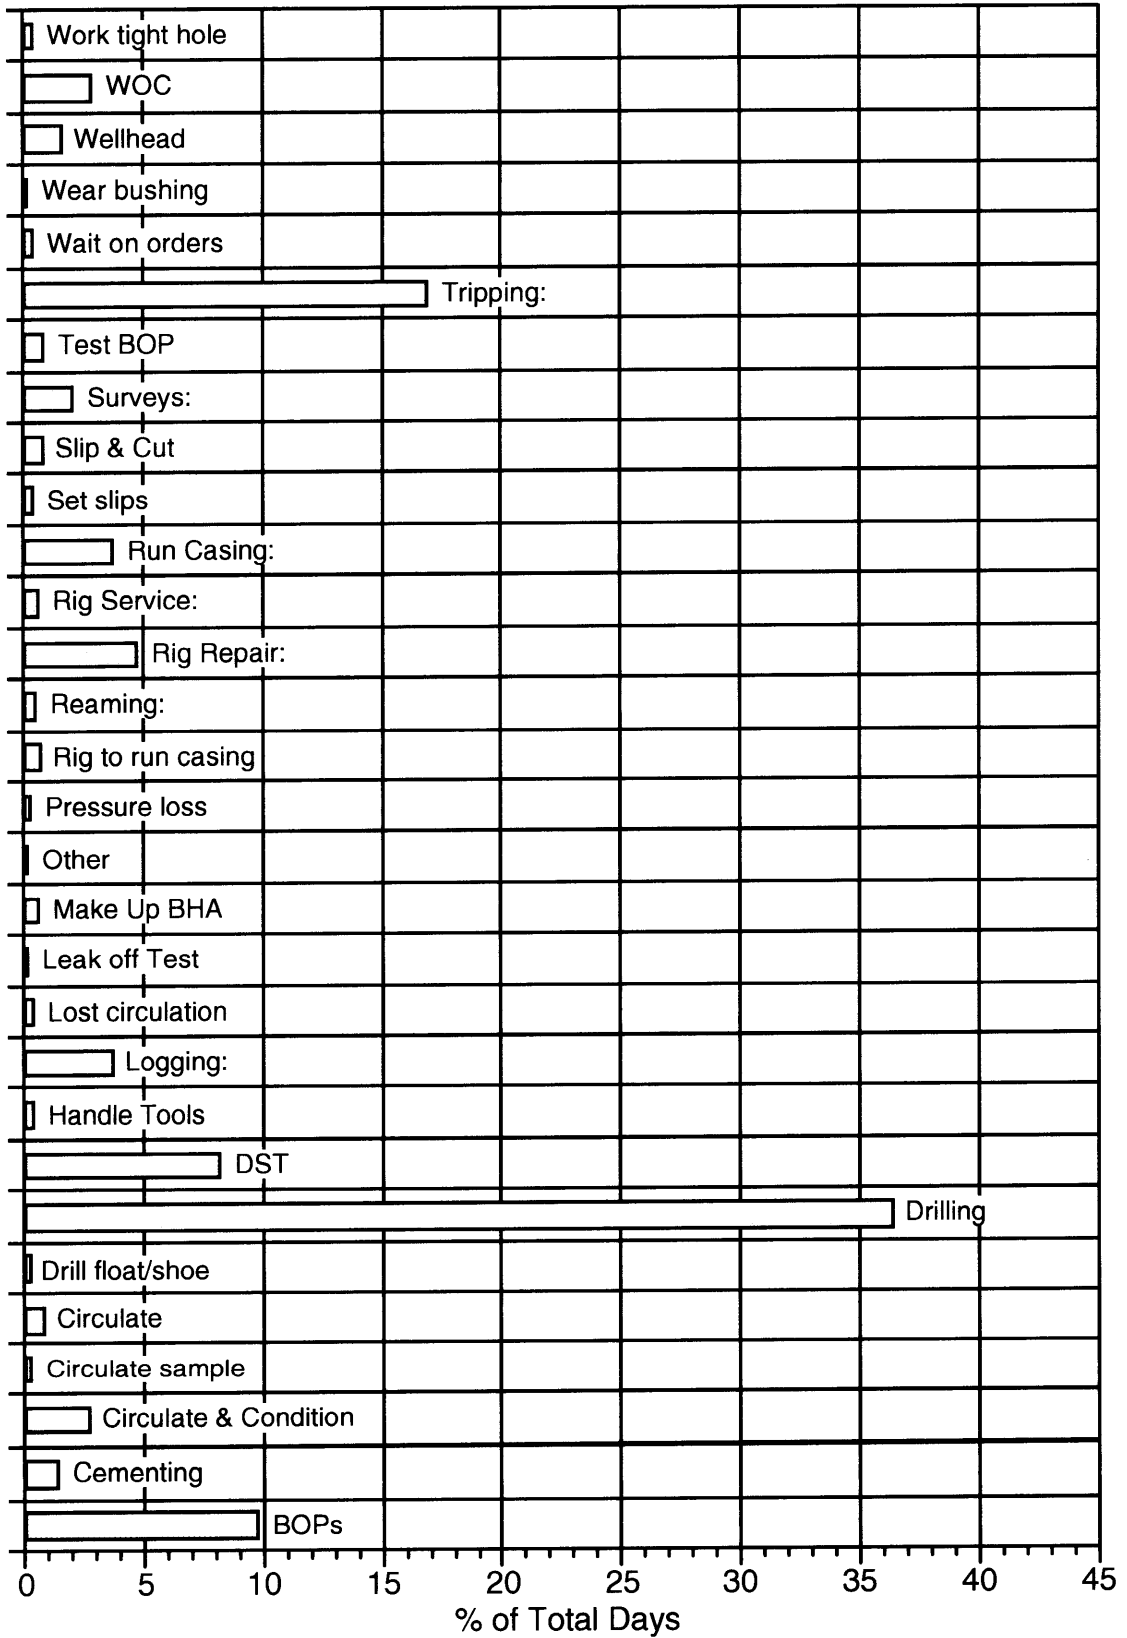 Work tight hole
WOC
Wellhead
Wear bushing
Wait on orders
Tripping:
Test BOP
Surveys:
Slip & Cut
Set slips
Run Casing:
Rig Service:
Rig Repair:
Reaming:
Rig to run casing
Pressure loss
Other
Make Up BHA
Leak off Test
Lost circulation
Logging:
Handle Tools
DST
Drilling
Drill float/shoe
Circulate
Circulate sample
Circulate & Condition
Cementing
BOPs
0 5 10 15 20 25 30 35 40 45
% of Total Days